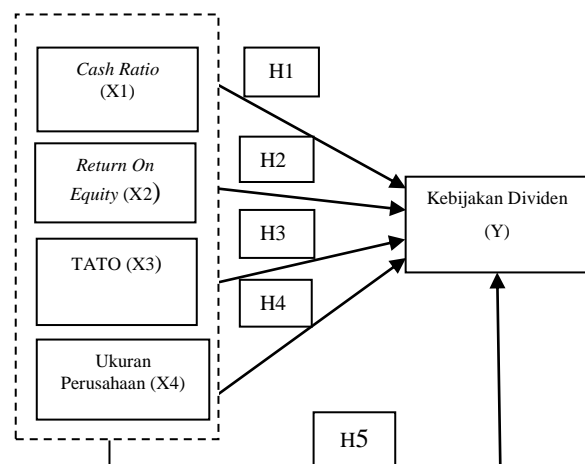 Cash Ratio
(X1)
H1
Return On
Equity (X2)
H2
Kebijakan Dividen
(Y)
TATO (X3)
H3
H4
Ukuran
Perusahaan (X4)
H5